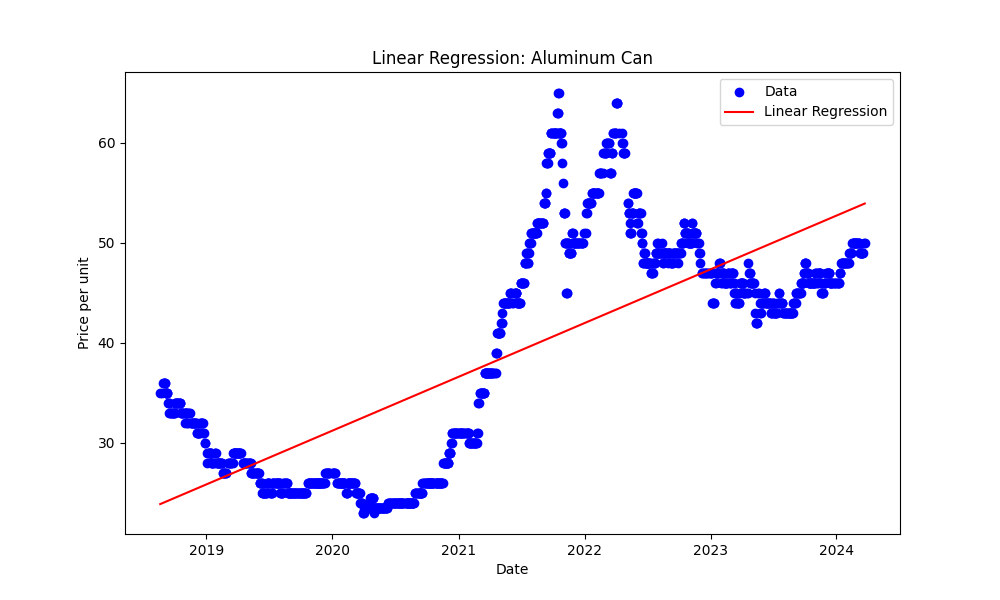 Linear Regression: Aluminum Can
Data
Linear Regression
Price per unit
60
50
40
30
2019
2020
2021
2022
2023
2024
Date